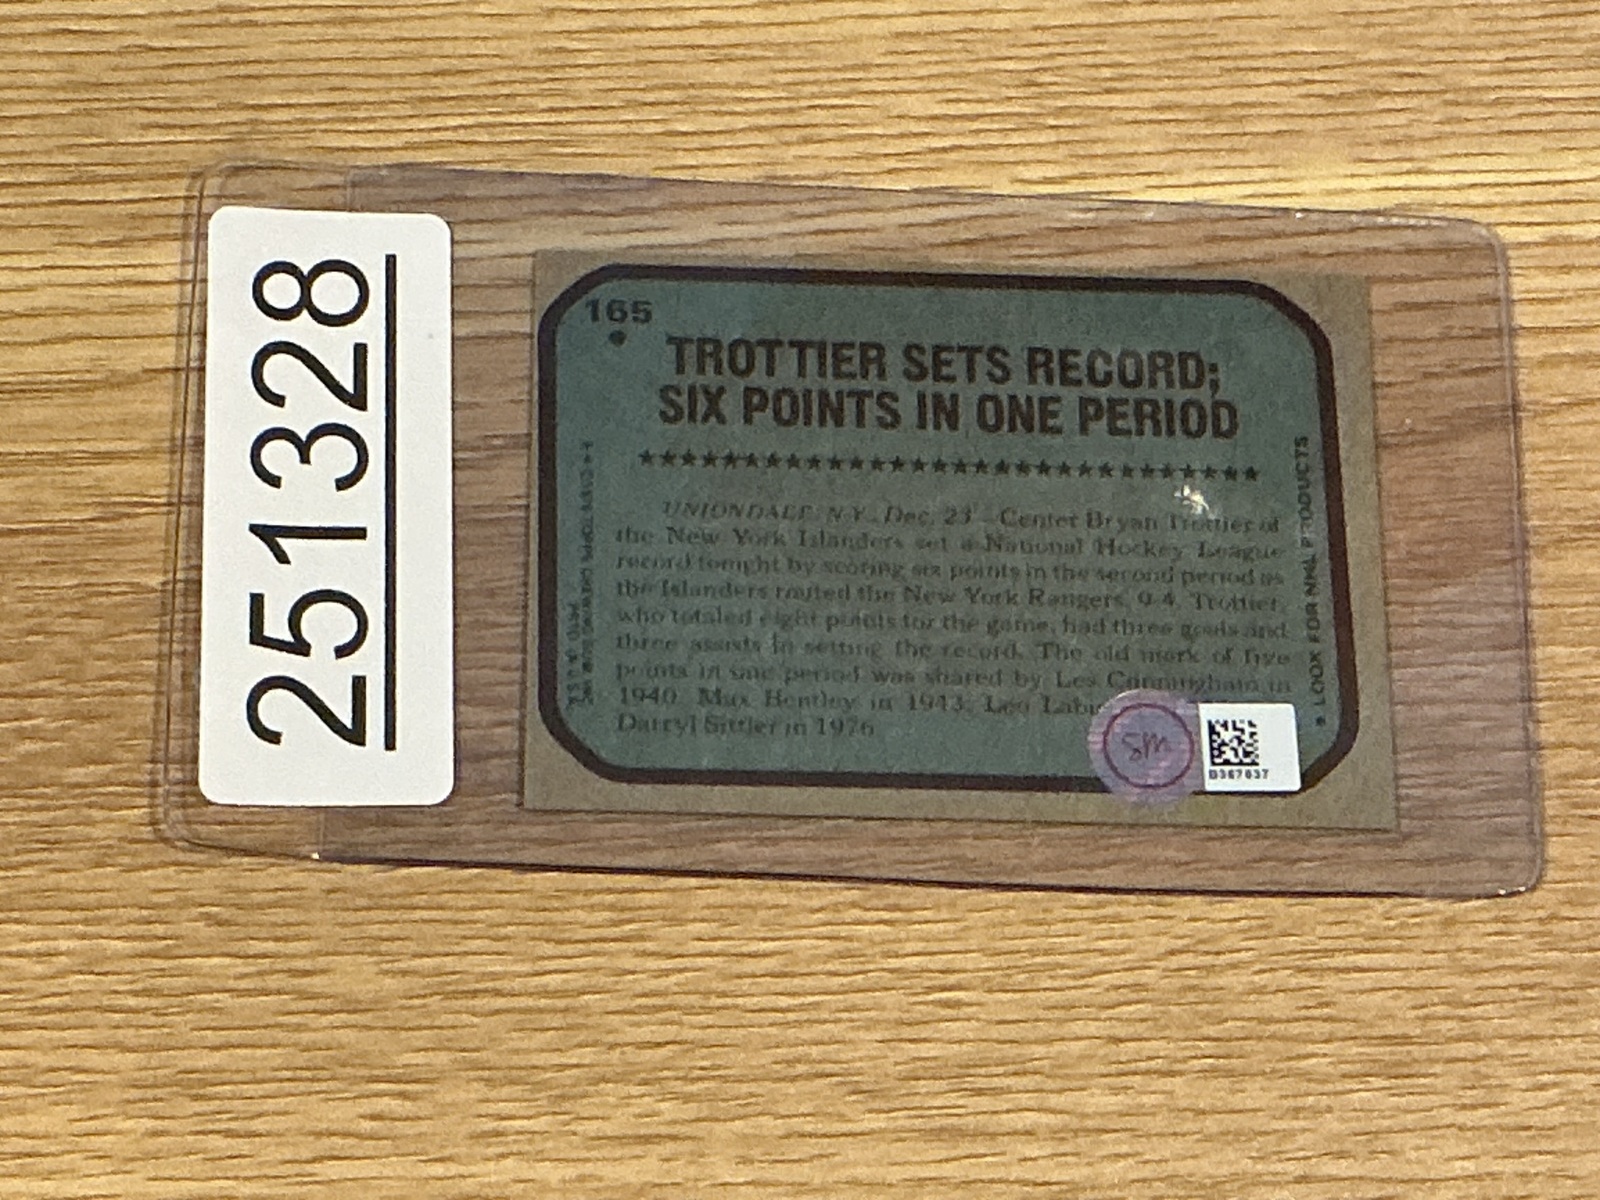 251328
165
TROTTIER SETS RECORD;
SIX POINTS IN ONE PERIOD
*******************************
UNIONDALE, N.Y., Dec. 23—Center Bryan Trottier of
the New York Islanders set a National Hockey League
record tonight by scoring six points in the second period as
the Islanders routed the New York Rangers, 9-4. Trottier,
who totaled eight points for the game, had three goals and
three assists in setting the record. The old mark of five
points in one period was shared by Les Cunningham in
1940, Max Bentley in 1943, Leo
Darryl Sittler in 1976
● LOOK FOR NHL PRODUCTS
SM